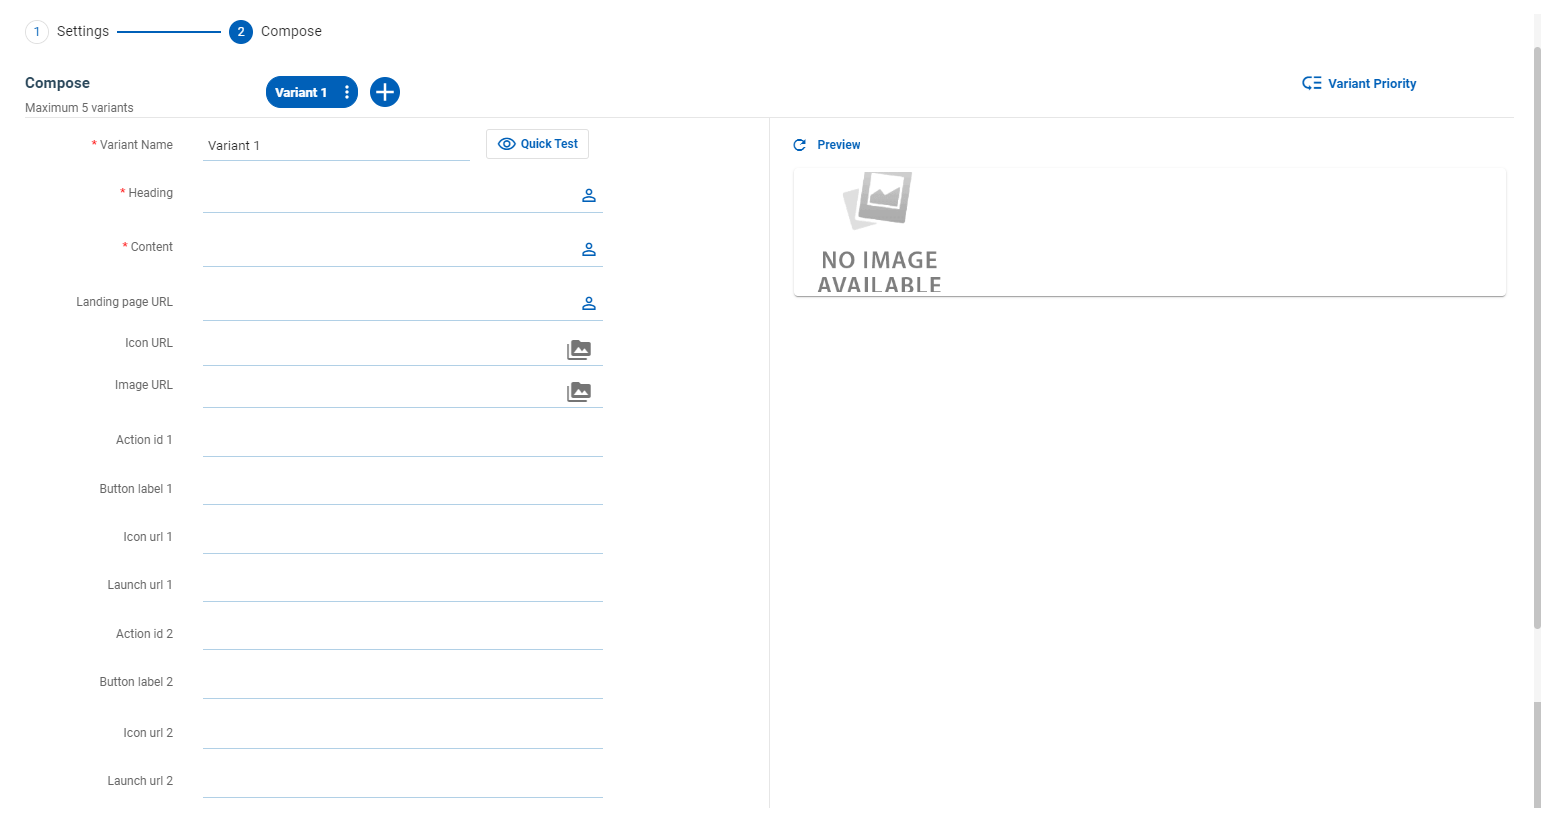 1 Settings 2 Compose
Compose
Maximum 5 variants
Variant 1
Variant Priority
* Variant Name Variant 1 Quick Test
* Heading
* Content
Landing page URL
Icon URL
Image URL
Action id 1
Button label 1
Icon url 1
Launch url 1
Action id 2
Button label 2
Icon url 2
Launch url 2
Preview
NO IMAGE
AVAILABLE